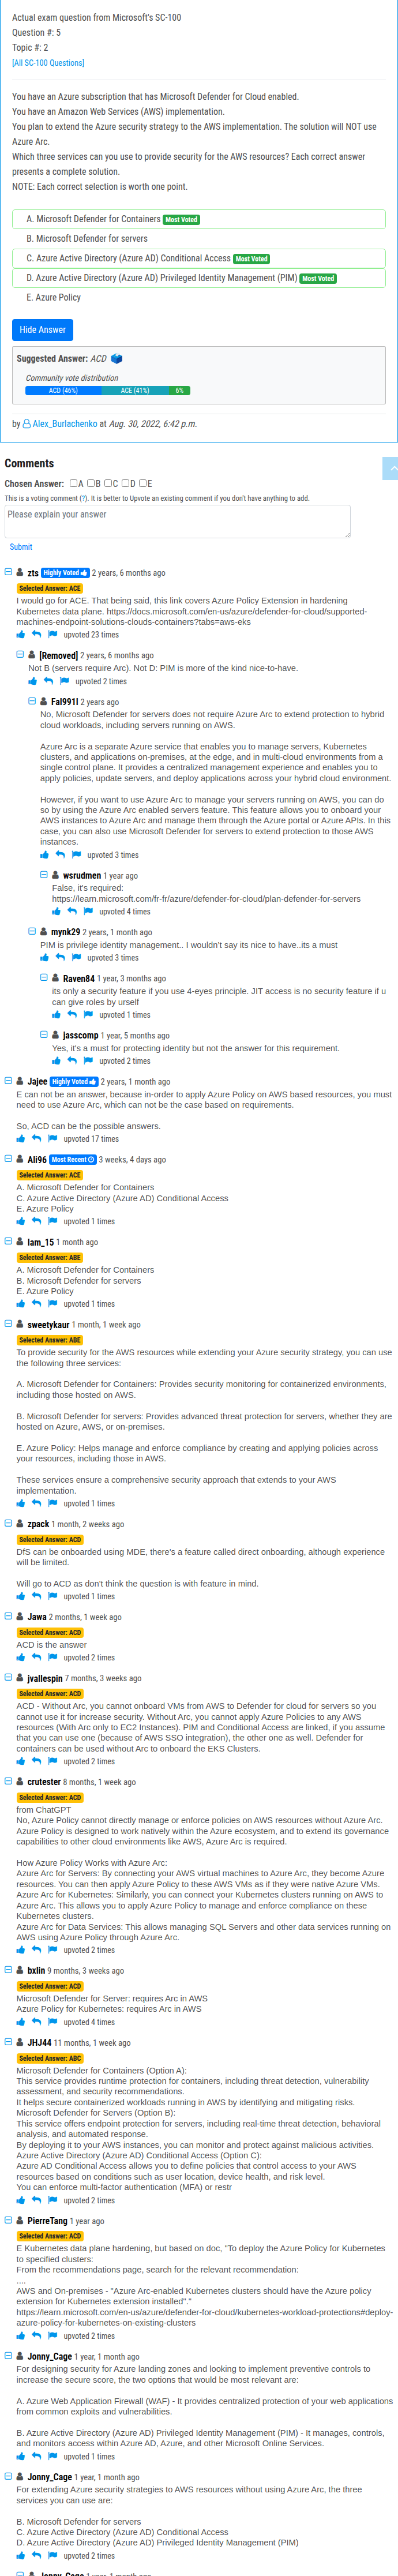 Actual exam question from Microsoft's SC-100
Question #: 5
Topic #: 2
[All SC-100 Questions]
You have an Azure subscription that has Microsoft Defender for Cloud enabled.
You have an Amazon Web Services (AWS) implementation.
You plan to extend the Azure security strategy to the AWS implementation. The solution will NOT use
Azure Arc.
Which three services can you use to provide security for the AWS resources? Each correct answer
presents a complete solution.
NOTE: Each correct selection is worth one point.
A. Microsoft Defender for Containers Most Voted
B. Microsoft Defender for servers
C. Azure Active Directory (Azure AD) Conditional Access Most Voted
D. Azure Active Directory (Azure AD) Privileged Identity Management (PIM) Most Voted
E. Azure Policy
Hide Answer
Suggested Answer: ACD
Community vote distribution
ACD (46%) ACE (41%) 6%
by Alex_Burlachenko at Aug. 30, 2022, 6:42 p.m.
Comments
Chosen Answer: A B C D E
This is a voting comment (?). It is better to Upvote an existing comment if you don't have anything to add.
Please explain your answer
Submit
zts Highly Voted 2 years, 6 months ago
Selected Answer: ACE
I would go for ACE. That being said, this link covers Azure Policy Extension in hardening
Kubernetes data plane. https://docs.microsoft.com/en-us/azure/defender-for-cloud/supported-
machines-endpoint-solutions-clouds-containers?tabs=aws-eks
upvoted 23 times
[Removed] 2 years, 6 months ago
Not B (servers require Arc). Not D: PIM is more of the kind nice-to-have.
upvoted 2 times
Fal991l 2 years ago
No, Microsoft Defender for servers does not require Azure Arc to extend protection to hybrid
cloud workloads, including servers running on AWS.
Azure Arc is a separate Azure service that enables you to manage servers, Kubernetes
clusters, and applications on-premises, at the edge, and in multi-cloud environments from a
single control plane. It provides a centralized management experience and enables you to
apply policies, update servers, and deploy applications across your hybrid cloud environment.
However, if you want to use Azure Arc to manage your servers running on AWS, you can do
so by using the Azure Arc enabled servers feature. This feature allows you to onboard your
AWS instances to Azure Arc and manage them through the Azure portal or Azure APIs. In this
case, you can also use Microsoft Defender for servers to extend protection to those AWS
instances.
upvoted 3 times
wsrudmen 1 year ago
False, it's required:
https://learn.microsoft.com/fr-fr/azure/defender-for-cloud/plan-defender-for-servers
upvoted 4 times
mynk29 2 years, 1 month ago
PIM is privilege identity management.. I wouldn't say its nice to have..its a must
upvoted 3 times
Raven84 1 year, 3 months ago
its only a security feature if you use 4-eyes principle. JIT access is no security feature if u
can give roles by urself
upvoted 1 times
jasscomp 1 year, 5 months ago
Yes, it's a must for protecting identity but not the answer for this requirement.
upvoted 2 times
Jajee Highly Voted 2 years, 1 month ago
E can not be an answer, because in-order to apply Azure Policy on AWS based resources, you must
need to use Azure Arc, which can not be the case based on requirements.
So, ACD can be the possible answers.
upvoted 17 times
Ali96 Most Recent 3 weeks, 4 days ago
Selected Answer: ACE
A. Microsoft Defender for Containers
C. Azure Active Directory (Azure AD) Conditional Access
E. Azure Policy
upvoted 1 times
Iam_15 1 month ago
Selected Answer: ABE
A. Microsoft Defender for Containers
B. Microsoft Defender for servers
E. Azure Policy
upvoted 1 times
sweetykaur 1 month, 1 week ago
Selected Answer: ABE
To provide security for the AWS resources while extending your Azure security strategy, you can use
the following three services:
A. Microsoft Defender for Containers: Provides security monitoring for containerized environments,
including those hosted on AWS.
B. Microsoft Defender for servers: Provides advanced threat protection for servers, whether they are
hosted on Azure, AWS, or on-premises.
E. Azure Policy: Helps manage and enforce compliance by creating and applying policies across
your resources, including those in AWS.
These services ensure a comprehensive security approach that extends to your AWS
implementation.
upvoted 1 times
zpack 1 month, 2 weeks ago
Selected Answer: ACD
DfS can be onboarded using MDE, there's a feature called direct onboarding, although experience
will be limited.
Will go to ACD as don't think the question is with feature in mind.
upvoted 1 times
Jawa 2 months, 1 week ago
Selected Answer: ACD
ACD is the answer
upvoted 2 times
jvallespin 7 months, 3 weeks ago
Selected Answer: ACD
ACD - Without Arc, you cannot onboard VMs from AWS to Defender for cloud for servers so you
cannot use it for increase security. Without Arc, you cannot apply Azure Policies to any AWS
resources (With Arc only to EC2 Instances). PIM and Conditional Access are linked, if you assume
that you can use one (because of AWS SSO integration), the other one as well. Defender for
containers can be used without Arc to onboard the EKS Clusters.
upvoted 2 times
crutester 8 months, 1 week ago
Selected Answer: ACD
from ChatGPT
No, Azure Policy cannot directly manage or enforce policies on AWS resources without Azure Arc.
Azure Policy is designed to work natively within the Azure ecosystem, and to extend its governance
capabilities to other cloud environments like AWS, Azure Arc is required.
How Azure Policy Works with Azure Arc:
Azure Arc for Servers: By connecting your AWS virtual machines to Azure Arc, they become Azure
resources. You can then apply Azure Policy to these AWS VMs as if they were native Azure VMs.
Azure Arc for Kubernetes: Similarly, you can connect your Kubernetes clusters running on AWS to
Azure Arc. This allows you to apply Azure Policy to manage and enforce compliance on these
Kubernetes clusters.
Azure Arc for Data Services: This allows managing SQL Servers and other data services running on
AWS using Azure Policy through Azure Arc.
upvoted 2 times
bxlin 9 months, 3 weeks ago
Selected Answer: ACD
Microsoft Defender for Server: requires Arc in AWS
Azure Policy for Kubernetes: requires Arc in AWS
upvoted 4 times
JHJ44 11 months, 1 week ago
Selected Answer: ABC
Microsoft Defender for Containers (Option A):
This service provides runtime protection for containers, including threat detection, vulnerability
assessment, and security recommendations.
It helps secure containerized workloads running in AWS by identifying and mitigating risks.
Microsoft Defender for Servers (Option B):
This service offers endpoint protection for servers, including real-time threat detection, behavioral
analysis, and automated response.
By deploying it to your AWS instances, you can monitor and protect against malicious activities.
Azure Active Directory (Azure AD) Conditional Access (Option C):
Azure AD Conditional Access allows you to define policies that control access to your AWS
resources based on conditions such as user location, device health, and risk level.
You can enforce multi-factor authentication (MFA) or restr
upvoted 2 times
PierreTang 1 year ago
Selected Answer: ACD
E Kubernetes data plane hardening, but based on doc, "To deploy the Azure Policy for Kubernetes
to specified clusters:
From the recommendations page, search for the relevant recommendation:
....
AWS and On-premises - "Azure Arc-enabled Kubernetes clusters should have the Azure policy
extension for Kubernetes extension installed"."
https://learn.microsoft.com/en-us/azure/defender-for-cloud/kubernetes-workload-protections#deploy-
azure-policy-for-kubernetes-on-existing-clusters
upvoted 2 times
Jonny_Cage 1 year, 1 month ago
For designing security for Azure landing zones and looking to implement preventive controls to
increase the secure score, the two options that would be most relevant are:
A. Azure Web Application Firewall (WAF) - It provides centralized protection of your web applications
from common exploits and vulnerabilities.
B. Azure Active Directory (Azure AD) Privileged Identity Management (PIM) - It manages, controls,
and monitors access within Azure AD, Azure, and other Microsoft Online Services.
upvoted 1 times
Jonny_Cage 1 year, 1 month ago
For extending Azure security strategies to AWS resources without using Azure Arc, the three
services you can use are:
B. Microsoft Defender for servers
C. Azure Active Directory (Azure AD) Conditional Access
D. Azure Active Directory (Azure AD) Privileged Identity Management (PIM)
upvoted 2 times
Jonny_Cage 1 year, 1 month ago